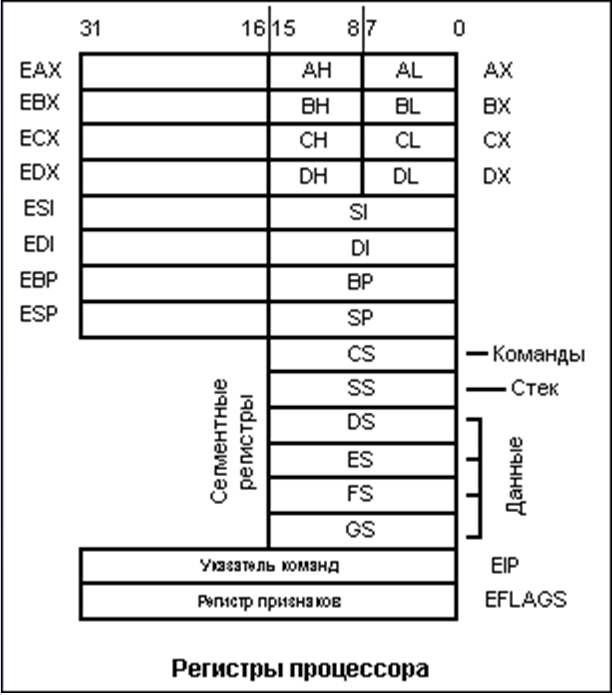 31 16 15 8 7 0
EAX AH AL AX
EBX BH BL BX
ECX CH CL CX
EDX DH DL DX
ESI SI
EDI DI
EBP BP
ESP SP
CS Команды
SS Стек
Сегментные
регистры
DS
ES
FS
GS
Данные
Указатель команд EIP
Регистр признаков EFLAGS
Регистры процессора